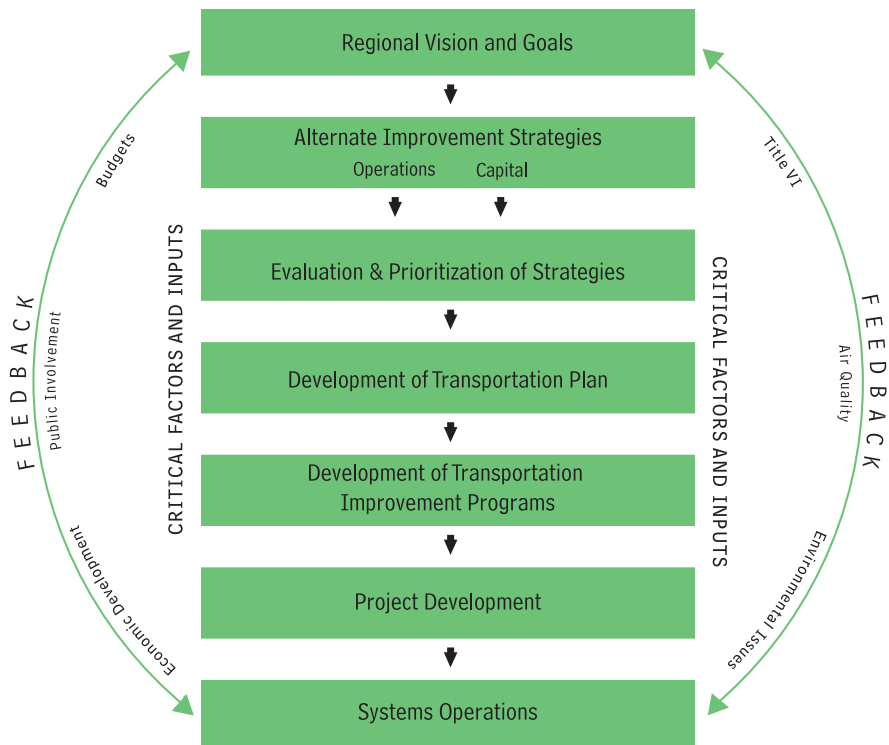 Regional Vision and Goals
Alternate Improvement Strategies
Operations Capital
Evaluation & Prioritization of Strategies
Development of Transportation Plan
Development of Transportation
Improvement Programs
Project Development
Systems Operations
FEEDBACK
Budgets
Public Involvement
Economic Development
CRITICAL FACTORS AND INPUTS
CRITICAL FACTORS AND INPUTS
Title VI
Air Quality
Environmental Issues
FEEDBACK